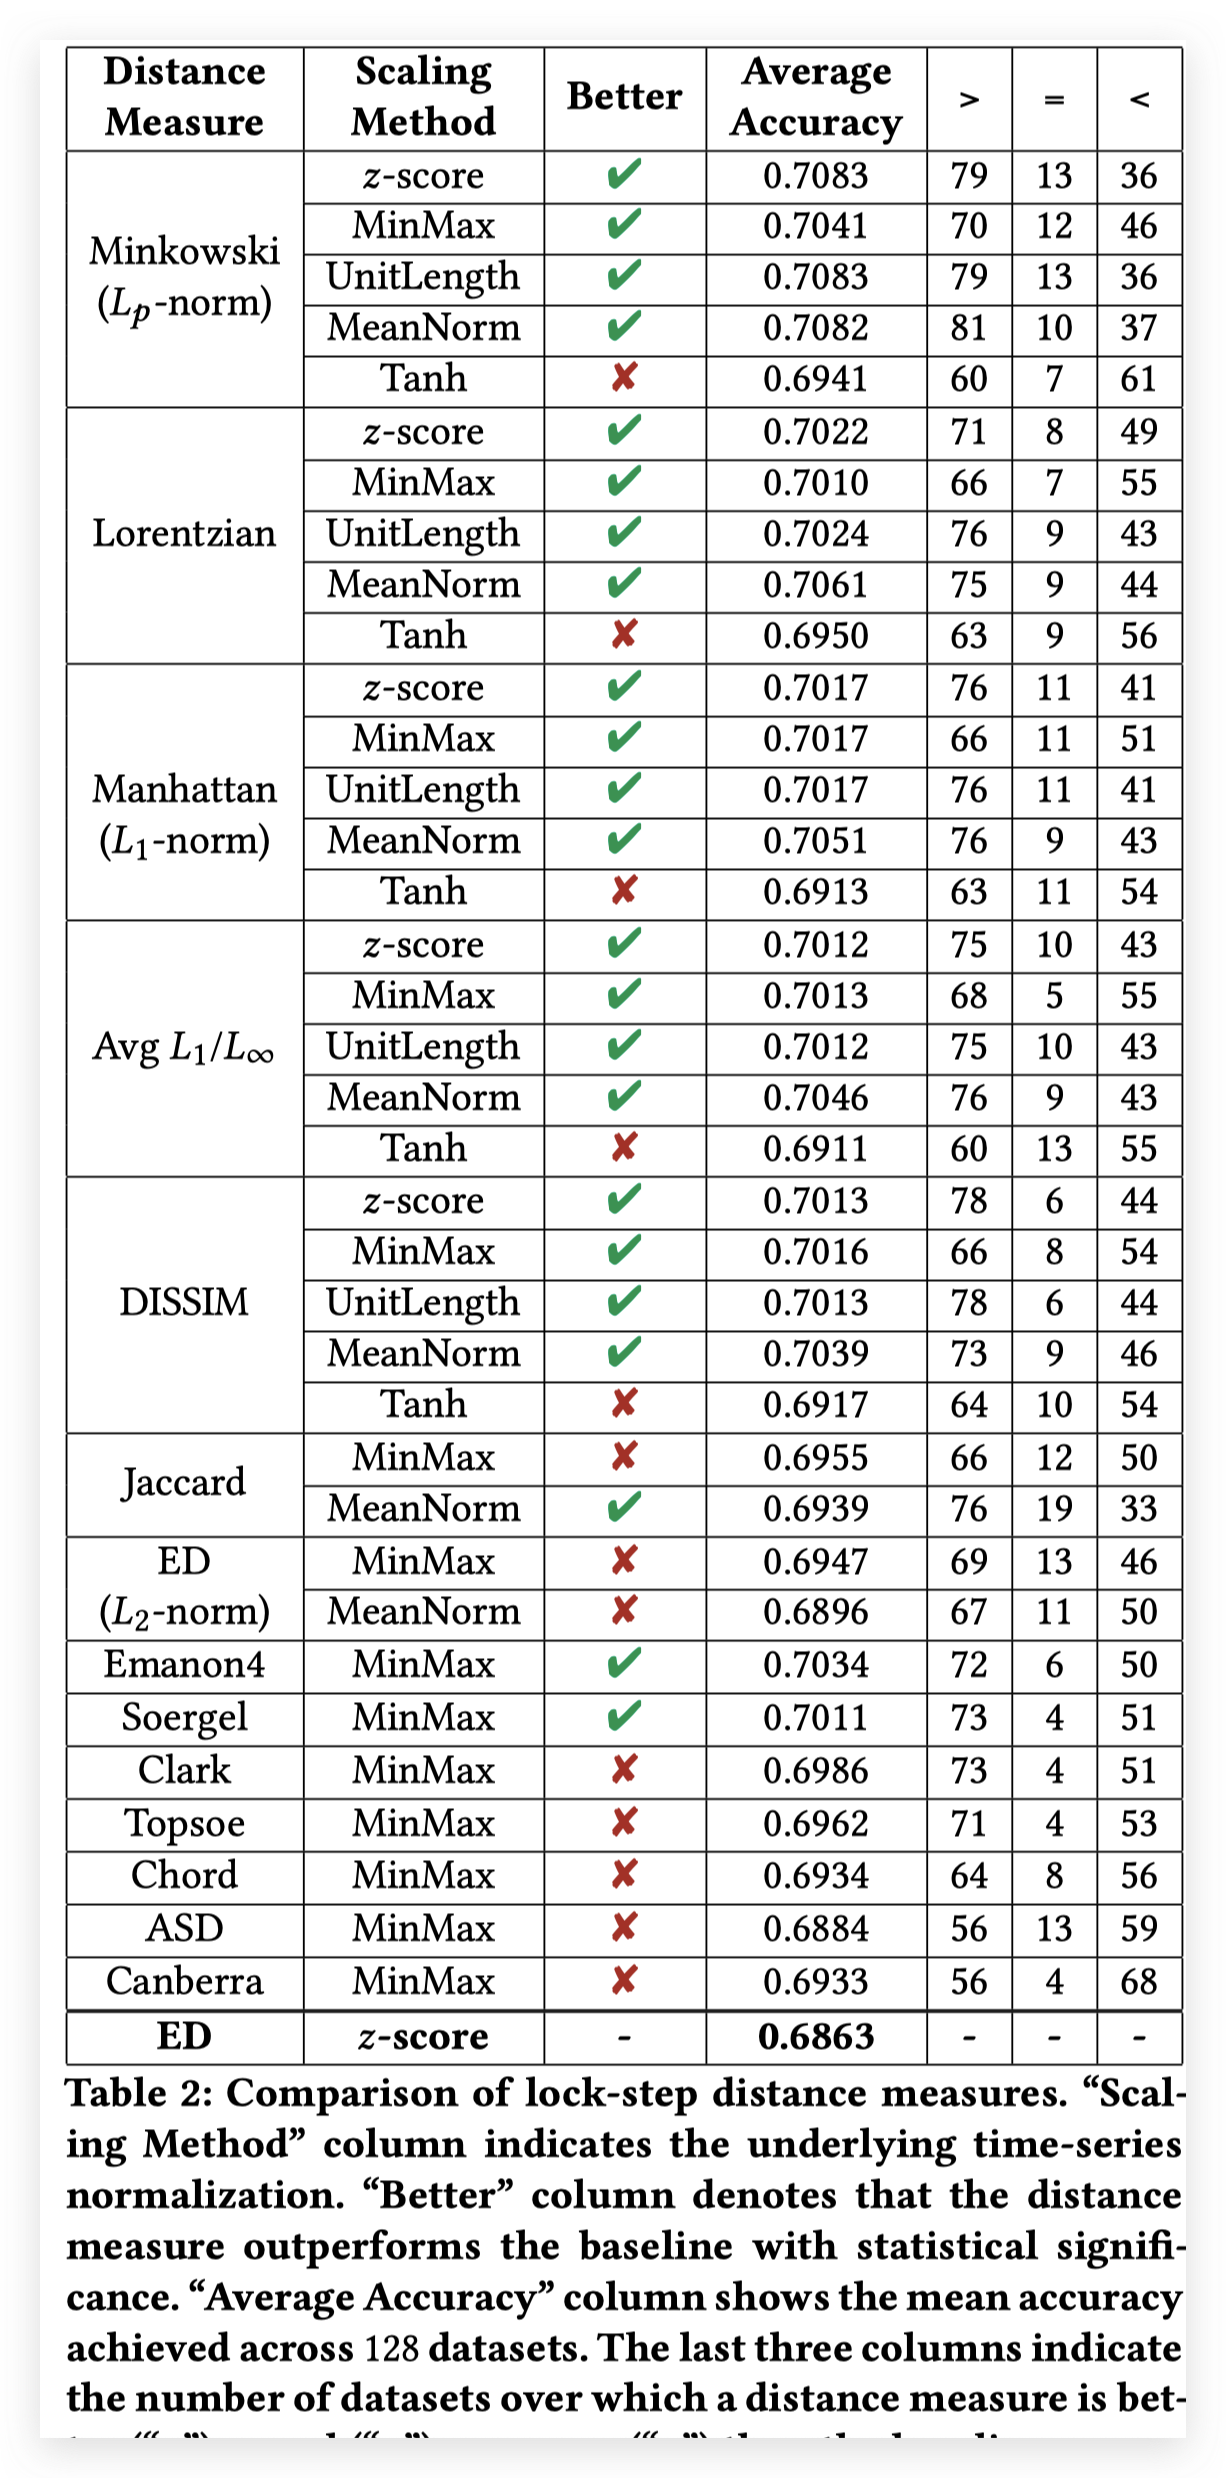 Distance Measure Scaling Method Better Average Accuracy > = <
Minkowski (Lp-norm) z-score ✔ 0.7083 79 13 36
MinMax ✔ 0.7041 70 12 46
UnitLength ✔ 0.7083 79 13 36
MeanNorm ✔ 0.7082 81 10 37
Tanh ✘ 0.6941 60 7 61
Lorentzian z-score ✔ 0.7022 71 8 49
MinMax ✔ 0.7010 66 7 55
UnitLength ✔ 0.7024 76 9 43
MeanNorm ✔ 0.7061 75 9 44
Tanh ✘ 0.6950 63 9 56
Manhattan (L1-norm) z-score ✔ 0.7017 76 11 41
MinMax ✔ 0.7017 66 11 51
UnitLength ✔ 0.7017 76 11 41
MeanNorm ✔ 0.7051 76 9 43
Tanh ✘ 0.6913 63 11 54
Avg L1/L∞ z-score ✔ 0.7012 75 10 43
MinMax ✔ 0.7013 68 5 55
UnitLength ✔ 0.7012 75 10 43
MeanNorm ✔ 0.7046 76 9 43
Tanh ✘ 0.6911 60 13 55
DISSIM z-score ✔ 0.7013 78 6 44
MinMax ✔ 0.7016 66 8 54
UnitLength ✔ 0.7013 78 6 44
MeanNorm ✔ 0.7039 73 9 46
Tanh ✘ 0.6917 64 10 54
Jaccard MinMax ✘ 0.6955 66 12 50
MeanNorm ✔ 0.6939 76 19 33
ED (L2-norm) MinMax ✘ 0.6947 69 13 46
MeanNorm ✘ 0.6896 67 11 50
Emanon4 MinMax ✔ 0.7034 72 6 50
Soergel MinMax ✔ 0.7011 73 4 51
Clark MinMax ✘ 0.6986 73 4 51
Topsoe MinMax ✘ 0.6962 71 4 53
Chord MinMax ✘ 0.6934 64 8 56
ASD MinMax ✘ 0.6884 56 13 59
Canberra MinMax ✘ 0.6933 56 4 68
ED z-score - 0.6863 - - -
Table 2: Comparison of lock-step distance measures. “Scal-
ing Method” column indicates the underlying time-series
normalization. “Better” column denotes that the distance
measure outperforms the baseline with statistical signifi-
cance. “Average Accuracy” column shows the mean accuracy
achieved across 128 datasets. The last three columns indicate
the number of datasets over which a distance measure is bet-